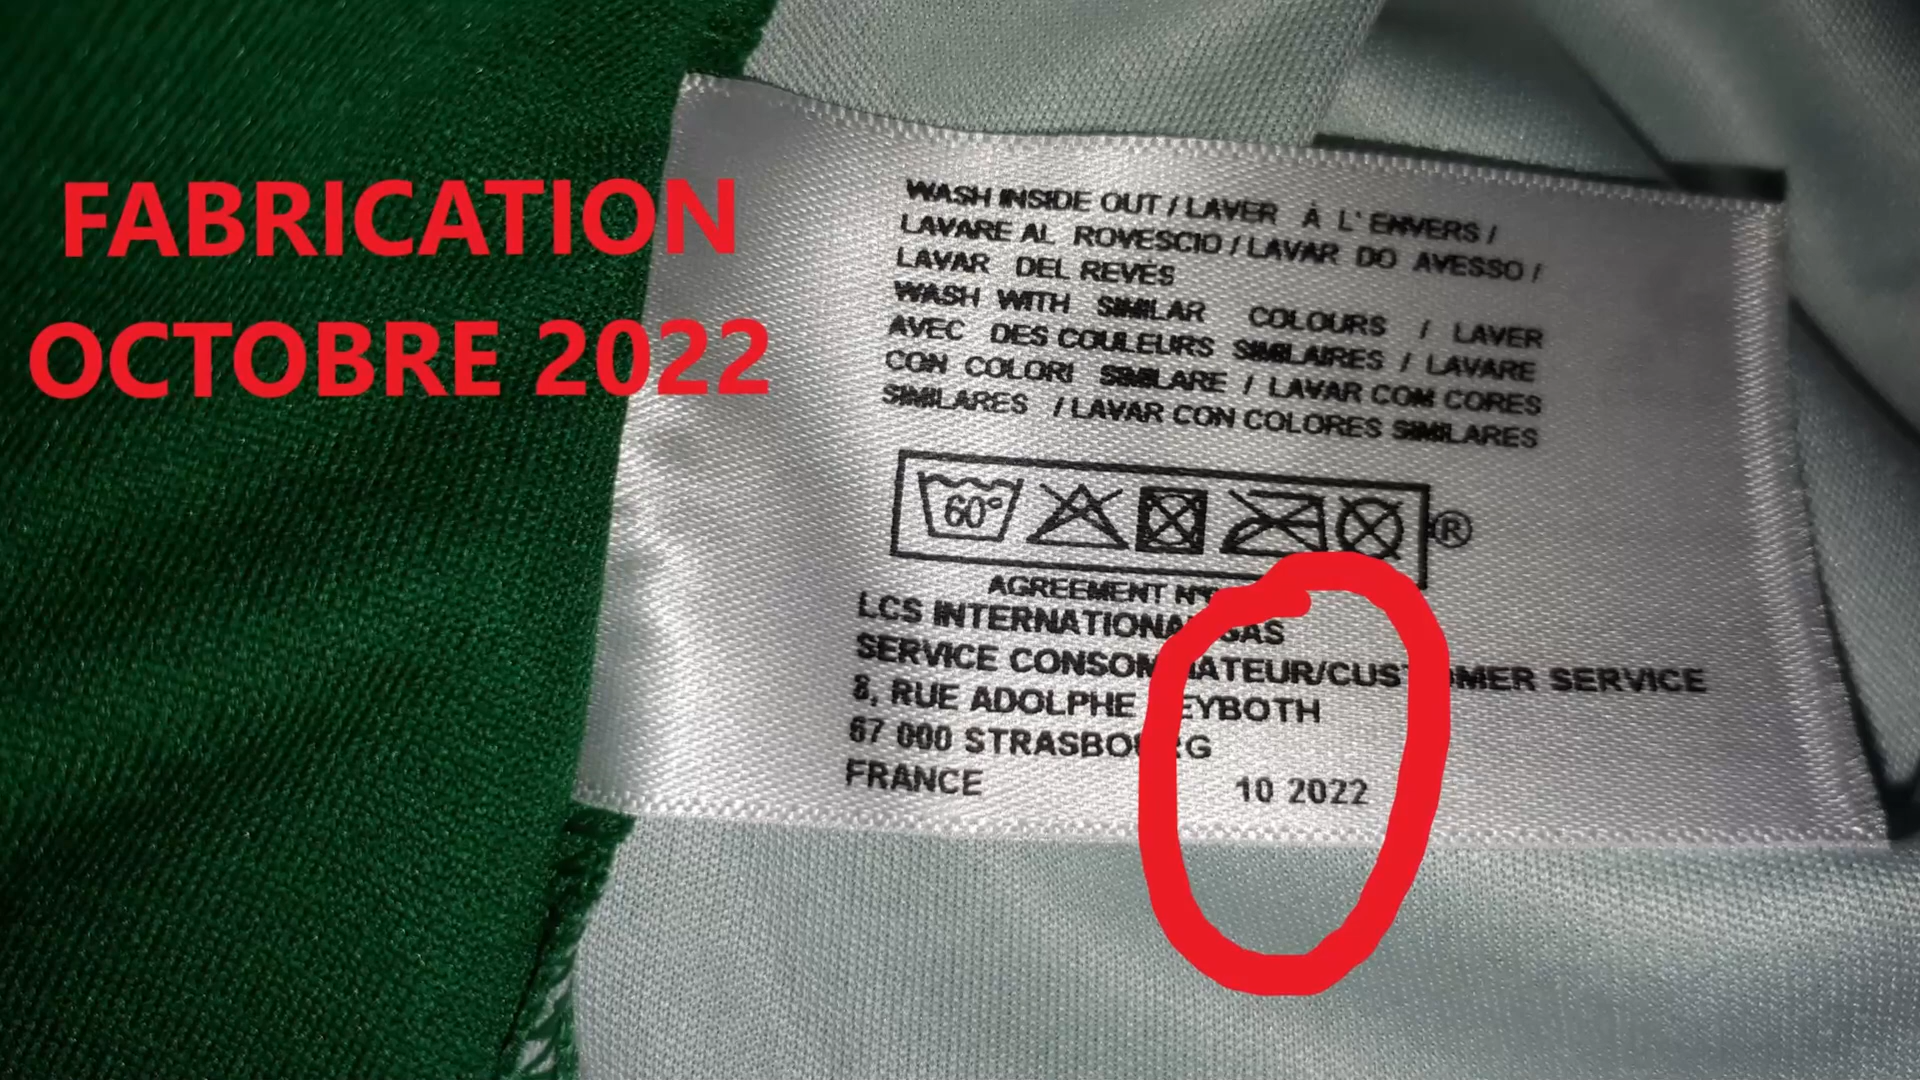 FABRICATION
OCTOBRE 2022
WASH INSIDE OUT / LAVER À L' ENVERS /
LAVARE AL ROVESCIO / LAVAR DO AVESSO /
LAVAR DEL REVÉS
WASH WITH SIMILAR COLOURS / LAVER
AVEC DES COULEURS SIMILAIRES / LAVARE
CON COLORI SIMILARE / LAVAR COM CORES
SIMILARES / LAVAR CON COLORES SIMILARES
60° ®
AGREEMENT
LCS INTERNATIONAL SAS
SERVICE CONSOMMATEUR/CUSTOMER SERVICE
8, RUE ADOLPHE SEYBOTH
67 000 STRASBOURG
FRANCE 10 2022